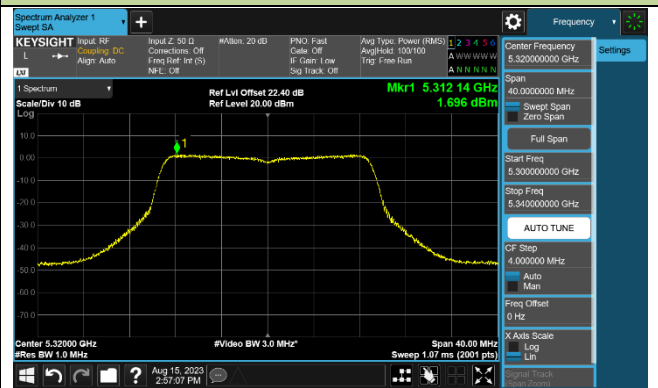 Spectrum Analyzer 1
Swept SA
Frequency
KEYSIGHT
L
LXI
Input: RF
Coupling: DC
Align: Auto
Input Z: 50 Ω
Corrections: Off
Freq Ref: Int (S)
NFE: Off
#Atten: 20 dB
PNO: Fast
Gate: Off
IF Gain: Low
Sig Track: Off
Avg Type: Power (RMS)
Avg|Hold: 100/100
Trig: Free Run
1 2 3 4 5 6
A W W W W W
A N N N N N
1 Spectrum
Scale/Div 10 dB
Log
Ref Lvl Offset 22.40 dB
Ref Level 20.00 dBm
Mkr1 5.312 14 GHz
1.696 dBm
10.0
0.00
-10.0
-20.0
-30.0
-40.0
-50.0
-60.0
-70.0
1
Center 5.32000 GHz
#Res BW 1.0 MHz
#Video BW 3.0 MHz*
Span 40.00 MHz
Sweep 1.07 ms (2001 pts)
Center Frequency
5.320000000 GHz
Settings
Span
40.0000000 MHz
Swept Span
Zero Span
Full Span
Start Freq
5.300000000 GHz
Stop Freq
5.340000000 GHz
AUTO TUNE
CF Step
4.000000 MHz
Auto
Man
Freq Offset
0 Hz
X Axis Scale
Log
Lin
Signal Track
(Span Zoom)
?
Aug 15, 2023
2:57:07 PM